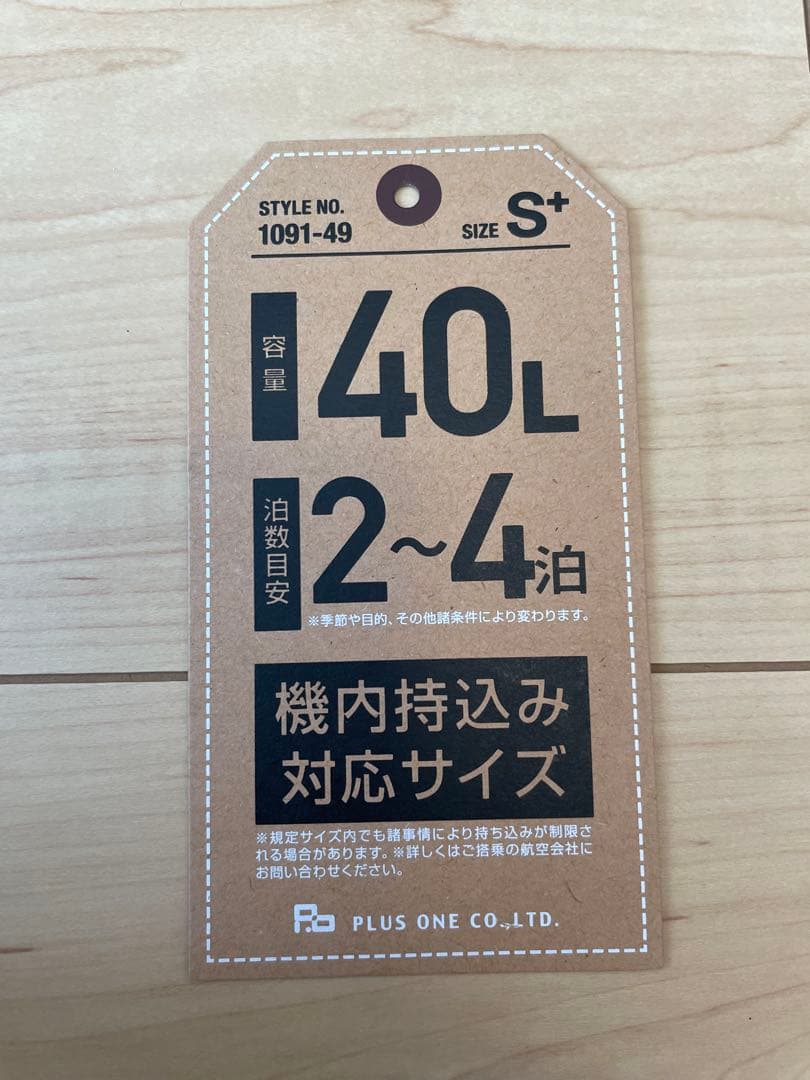 STYLE NO.
1091-49
SIZE S+
容量
40L
泊数目安
2~4泊
※季節や目的、その他諸条件により変わります。
機内持込み
対応サイズ
※規定サイズ内でも諸事情により持ち込みが制限さ
れる場合があります。※詳しくはご搭乗の航空会社に
お問い合わせください。
P.o PLUS ONE CO.,LTD.